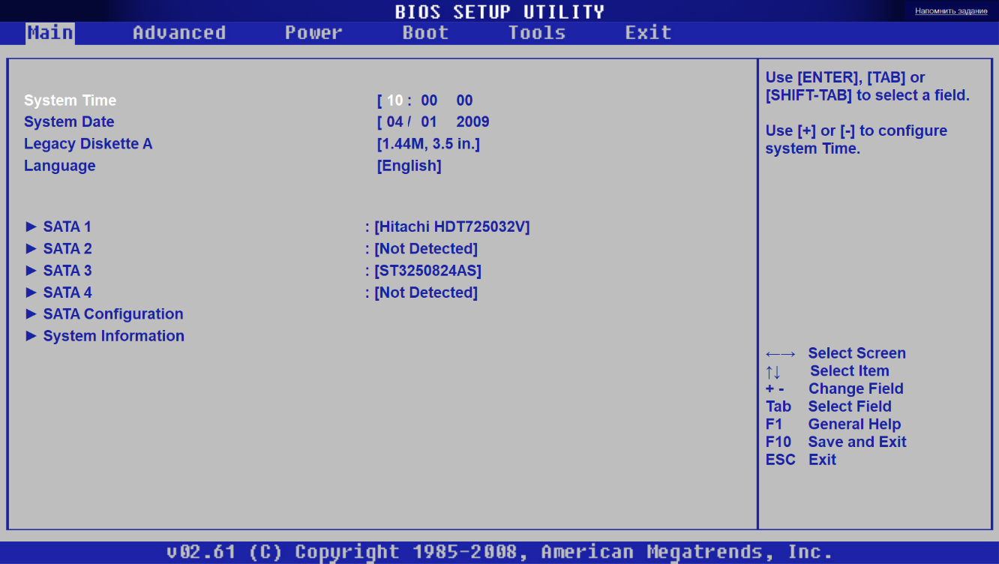 BIOS SETUP UTILITY
Напомнить задание
Main Advanced Power Boot Tools Exit
System Time [ 10 : 00 00
System Date [ 04 / 01 2009
Legacy Diskette A [1.44M, 3.5 in.]
Language [English]
► SATA 1 : [Hitachi HDT725032V]
► SATA 2 : [Not Detected]
► SATA 3 : [ST3250824AS]
► SATA 4 : [Not Detected]
► SATA Configuration
► System Information
Use [ENTER], [TAB] or
[SHIFT-TAB] to select a field.
Use [+] or [-] to configure
system Time.
←→ Select Screen
↑↓ Select Item
+ - Change Field
Tab Select Field
F1 General Help
F10 Save and Exit
ESC Exit
v02.61 (C) Copyright 1985-2008, American Megatrends, Inc.